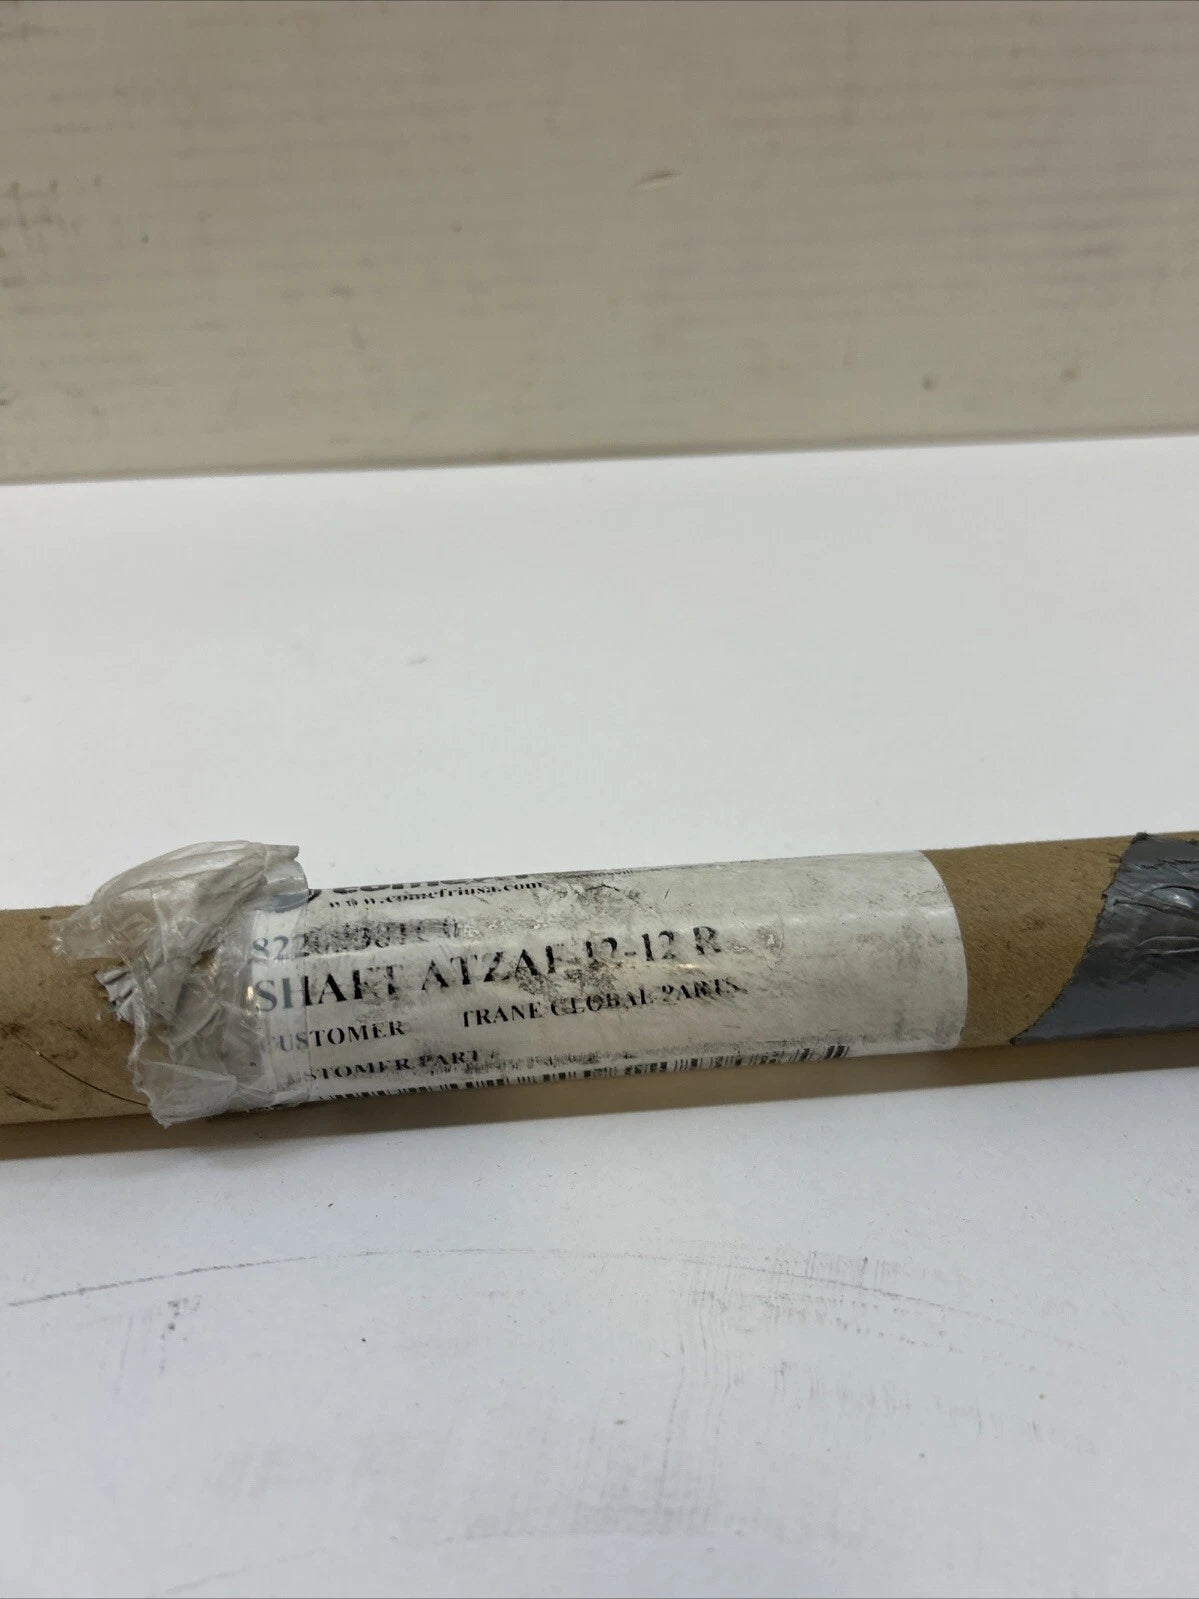 www.comefriusa.com
SHAFT ATZAF 12-12 R
CUSTOMER TRANE GLOBAL PARTS
CUSTOMER PART